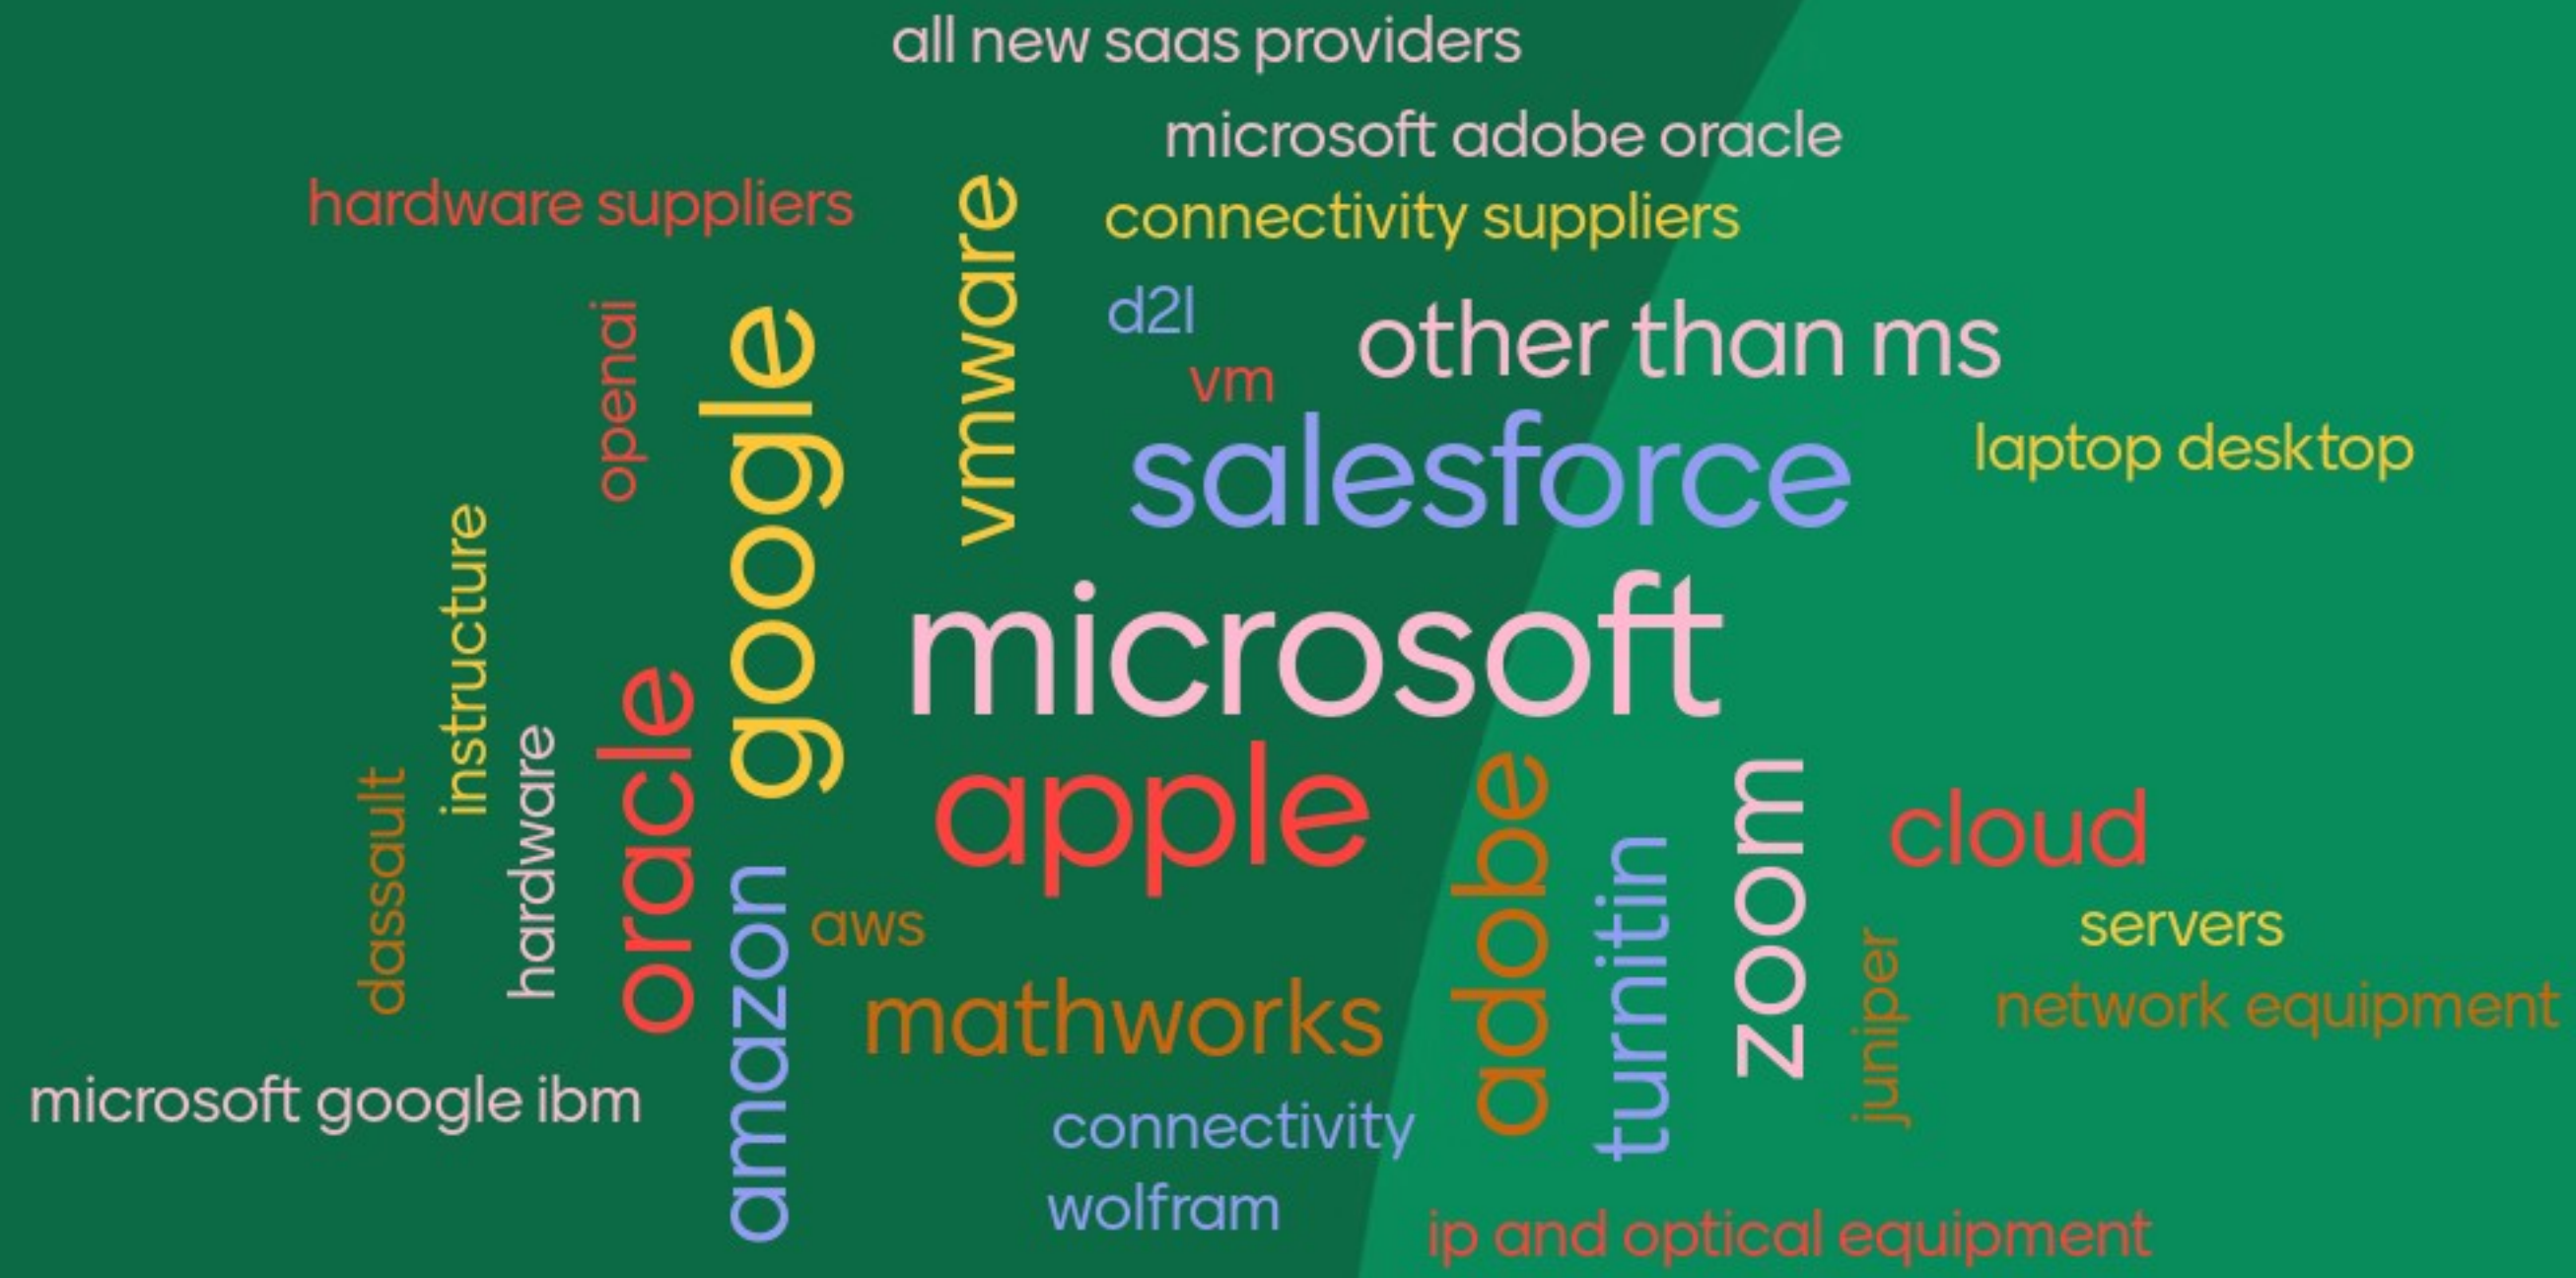 all new saas providers
microsoft adobe oracle
hardware suppliers
vmware
connectivity suppliers
d2l
other than ms
openai
google
vm
salesforce
laptop desktop
instructure
microsoft
oracle
hardware
dassault
apple
adobe
zoom
cloud
turnitin
amazon
aws
servers
juniper
mathworks
network equipment
microsoft google ibm
connectivity
wolfram
ip and optical equipment